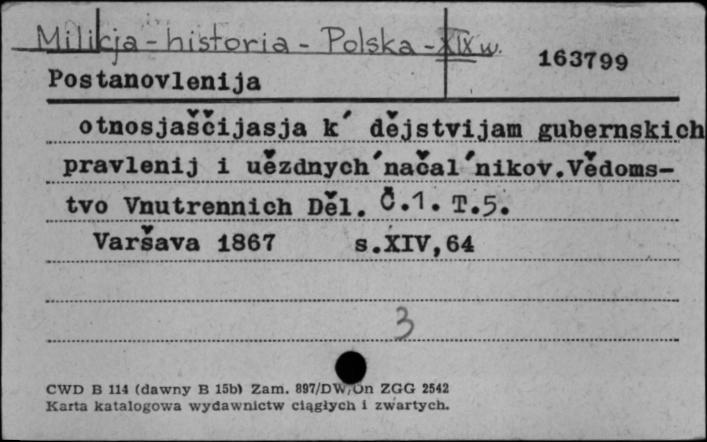 Milicja - historia - Polska - XIX w.
163799
Postanovlenija
otnosjaščijasja k´ dějstvijam gubernskich
pravlenij i uězdnych´načal´nikov.Vědoms-
tvo Vnutrennich Děl. Č.1. T.5.
Varšava 1867 s.XIV,64
3
CWD B 114 (dawny B 15b) Zam. 897/DW/On ZGG 2542
Karta katalogowa wydawnictw ciągłych i zwartych.